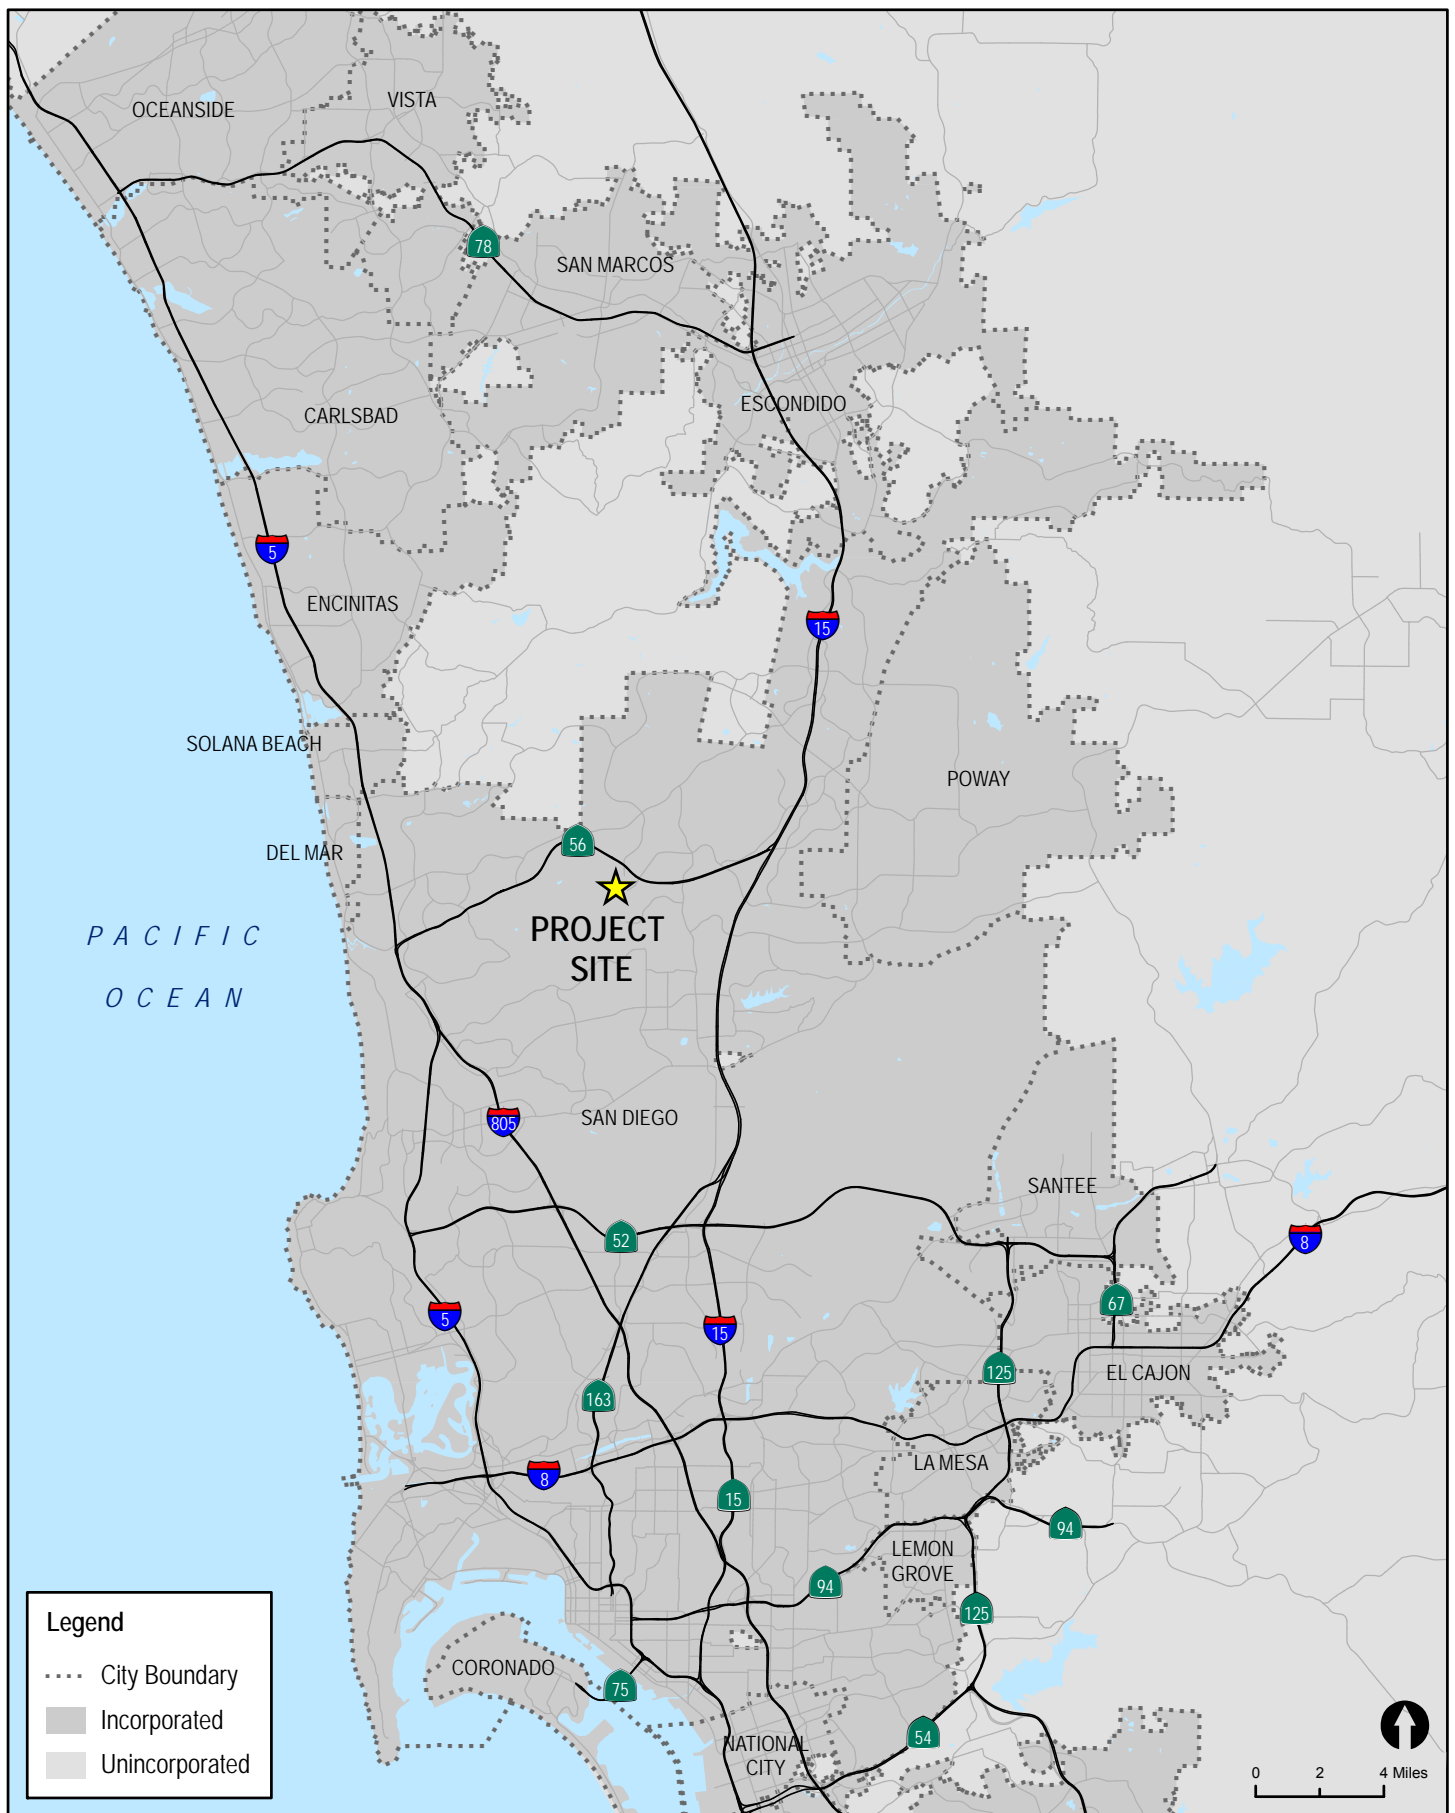 OCEANSIDE
VISTA
78
SAN MARCOS
ESCONDIDO
CARLSBAD
5
ENCINITAS
15
SOLANA BEACH
POWAY
56
DEL MAR
PROJECT
SITE
PACIFIC
OCEAN
805
SAN DIEGO
SANTEE
52
8
67
5
15
125
EL CAJON
163
LA MESA
8
15
94
LEMON
GROVE
94
125
CORONADO
75
54
NATIONAL
CITY
Legend
City Boundary
Incorporated
Unincorporated
0 2 4 Miles